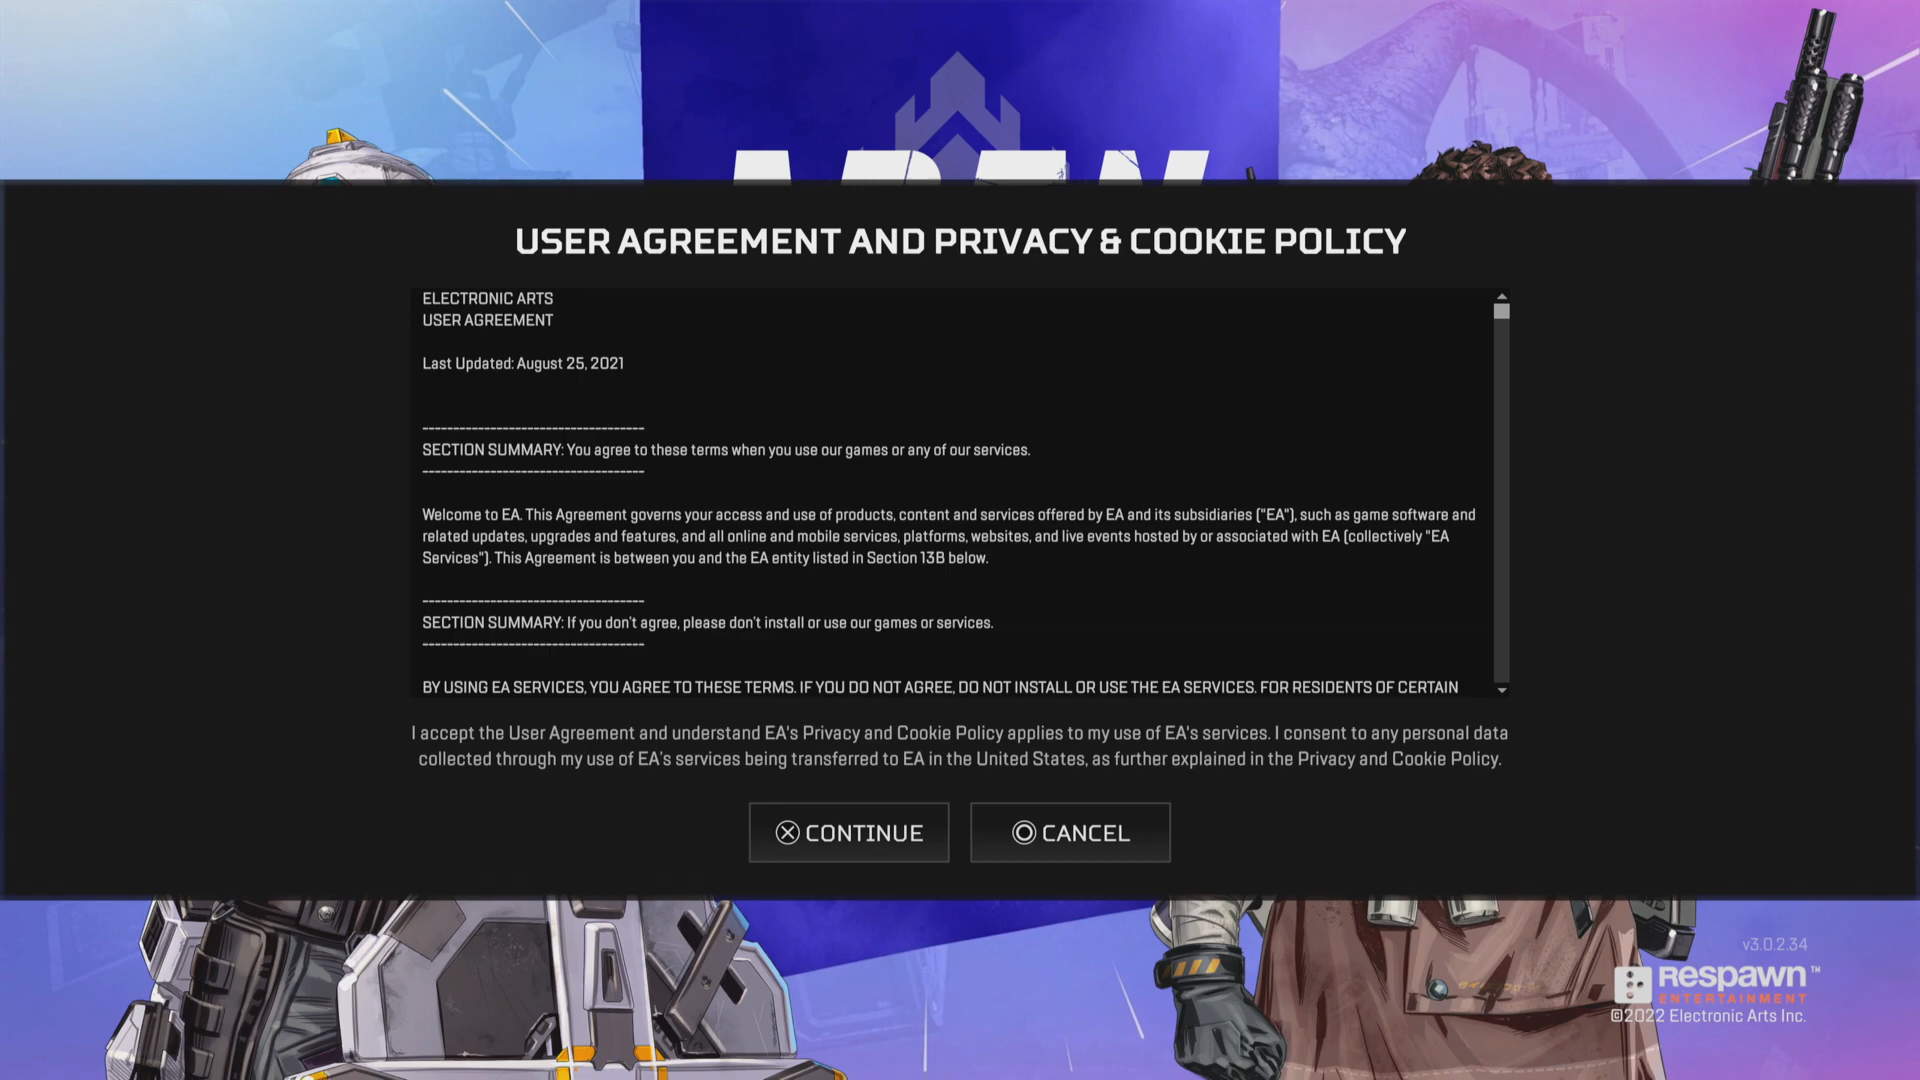 USER AGREEMENT AND PRIVACY & COOKIE POLICY
ELECTRONIC ARTS
USER AGREEMENT
Last Updated: August 25, 2021
------------------------------------
SECTION SUMMARY: You agree to these terms when you use our games or any of our services.
------------------------------------
Welcome to EA. This Agreement governs your access and use of products, content and services offered by EA and its subsidiaries ("EA"), such as game software and
related updates, upgrades and features, and all online and mobile services, platforms, websites, and live events hosted by or associated with EA (collectively "EA
Services"). This Agreement is between you and the EA entity listed in Section 13B below.
------------------------------------
SECTION SUMMARY: If you don't agree, please don't install or use our games or services.
------------------------------------
BY USING EA SERVICES, YOU AGREE TO THESE TERMS. IF YOU DO NOT AGREE, DO NOT INSTALL OR USE THE EA SERVICES. FOR RESIDENTS OF CERTAIN
I accept the User Agreement and understand EA's Privacy and Cookie Policy applies to my use of EA's services. I consent to any personal data
collected through my use of EA's services being transferred to EA in the United States, as further explained in the Privacy and Cookie Policy.
CONTINUE
CANCEL
v3.0.2.34
Respawn™
ENTERTAINMENT
©2022 Electronic Arts Inc.